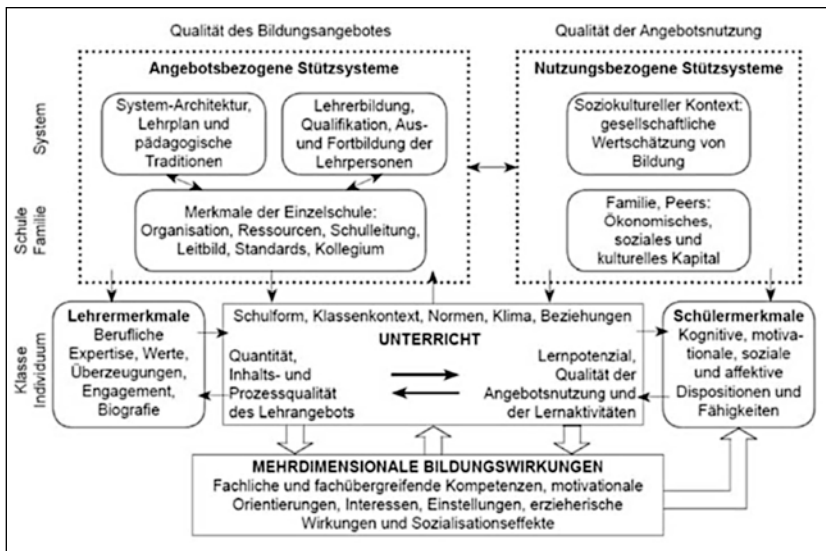 Qualität des Bildungsangebotes
Qualität der Angebotsnutzung
System
Schule
Familie
Klasse
Individuum
Angebotsbezogene Stützsysteme
System-Architektur,
Lehrplan und
pädagogische
Traditionen
Lehrerbildung,
Qualifikation, Aus-
und Fortbildung der
Lehrpersonen
Merkmale der Einzelschule:
Organisation, Ressourcen, Schulleitung,
Leitbild, Standards, Kollegium
Nutzungsbezogene Stützsysteme
Soziokultureller Kontext:
gesellschaftliche
Wertschätzung von
Bildung
Familie, Peers:
Ökonomisches,
soziales und
kulturelles Kapital
Lehrermerkmale
Berufliche
Expertise, Werte,
Überzeugungen,
Engagement,
Biografie
Schulform, Klassenkontext, Normen, Klima, Beziehungen
UNTERRICHT
Quantität,
Inhalts- und
Prozessqualität
des Lehrangebots
Lernpotenzial,
Qualität der
Angebotsnutzung und
der Lernaktivitäten
Schülermerkmale
Kognitive, motiva-
tionale, soziale
und affektive
Dispositionen und
Fähigkeiten
MEHRDIMENSIONALE BILDUNGSWIRKUNGEN
Fachliche und fachübergreifende Kompetenzen, motivationale
Orientierungen, Interessen, Einstellungen, erzieherische
Wirkungen und Sozialisationseffekte